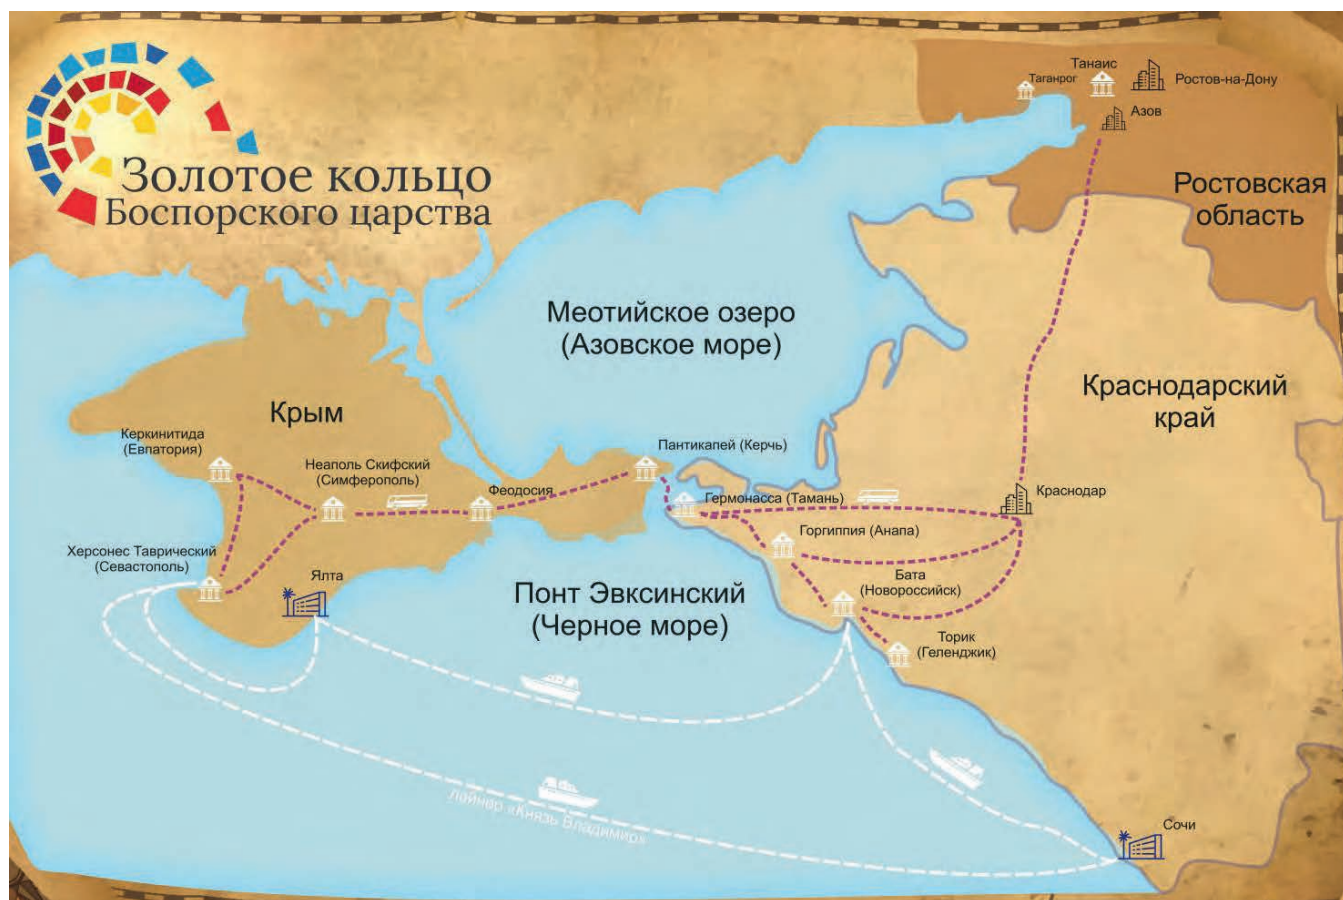 Золотое кольцо
Боспорского царства
Танаис
Таганрог
Ростов-на-Дону
Азов
Ростовская
область
Меотийское озеро
(Азовское море)
Краснодарский
край
Крым
Керкинитида
(Евпатория)
Неаполь Скифский
(Симферополь)
Феодосия
Пантикапей (Керчь)
Гермонасса (Тамань)
Краснодар
Горгиппия (Анапа)
Херсонес Таврический
(Севастополь)
Ялта
Понт Эвксинский
(Черное море)
Бата
(Новороссийск)
Торик
(Геленджик)
Лайнер «Князь Владимир»
Сочи